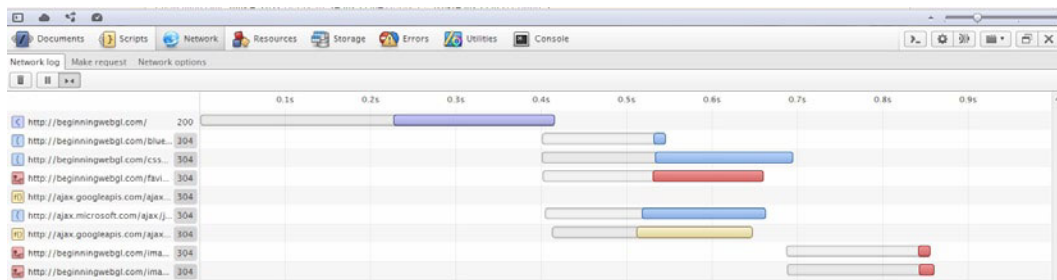 Documents Scripts Network Resources Storage Errors Utilities Console
Network log Make request Network options
0.1s 0.2s 0.3s 0.4s 0.5s 0.6s 0.7s 0.8s 0.9s
http://beginningwebgl.com/ 200
http://beginningwebgl.com/blue... 304
http://beginningwebgl.com/css... 304
http://beginningwebgl.com/favi... 304
http://ajax.googleapis.com/ajax... 304
http://ajax.microsoft.com/ajax/j... 304
http://ajax.googleapis.com/ajax... 304
http://beginningwebgl.com/ima... 304
http://beginningwebgl.com/ima... 304